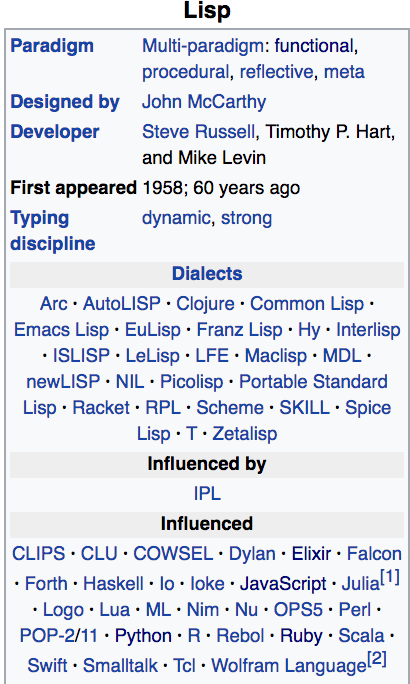 Lisp
Paradigm Multi-paradigm: functional,
procedural, reflective, meta
Designed by John McCarthy
Developer Steve Russell, Timothy P. Hart,
and Mike Levin
First appeared 1958; 60 years ago
Typing dynamic, strong
discipline
Dialects
Arc · AutoLISP · Clojure · Common Lisp ·
Emacs Lisp · EuLisp · Franz Lisp · Hy · Interlisp
· ISLISP · LeLisp · LFE · Maclisp · MDL ·
newLISP · NIL · Picolisp · Portable Standard
Lisp · Racket · RPL · Scheme · SKILL · Spice
Lisp · T · Zetalisp
Influenced by
IPL
Influenced
CLIPS · CLU · COWSEL · Dylan · Elixir · Falcon
· Forth · Haskell · Io · Ioke · JavaScript · Julia[1]
· Logo · Lua · ML · Nim · Nu · OPS5 · Perl ·
POP-2/11 · Python · R · Rebol · Ruby · Scala ·
Swift · Smalltalk · Tcl · Wolfram Language[2]